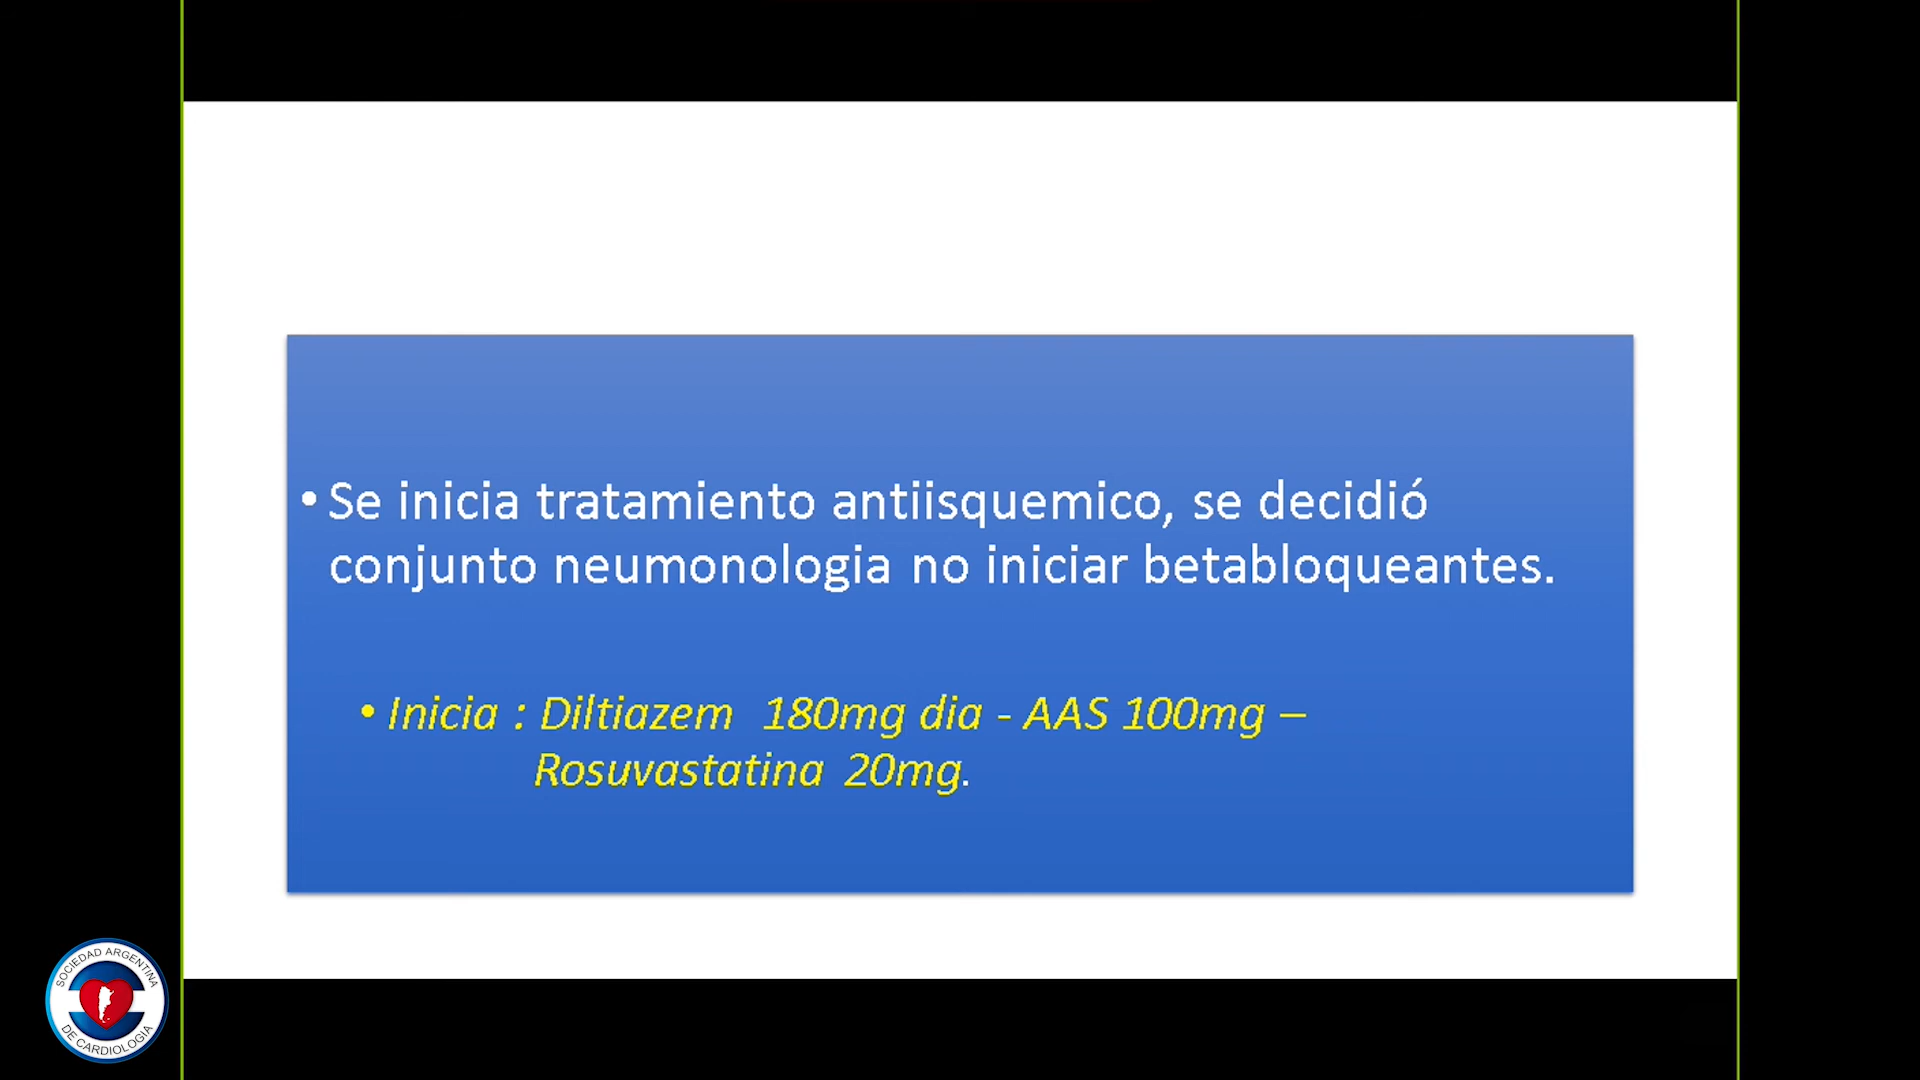 • Se inicia tratamiento antiisquemico, se decidió
conjunto neumonologia no iniciar betabloqueantes.
• Inicia : Diltiazem 180mg dia - AAS 100mg –
Rosuvastatina 20mg.
SOCIEDAD ARGENTINA
DE CARDIOLOGIA